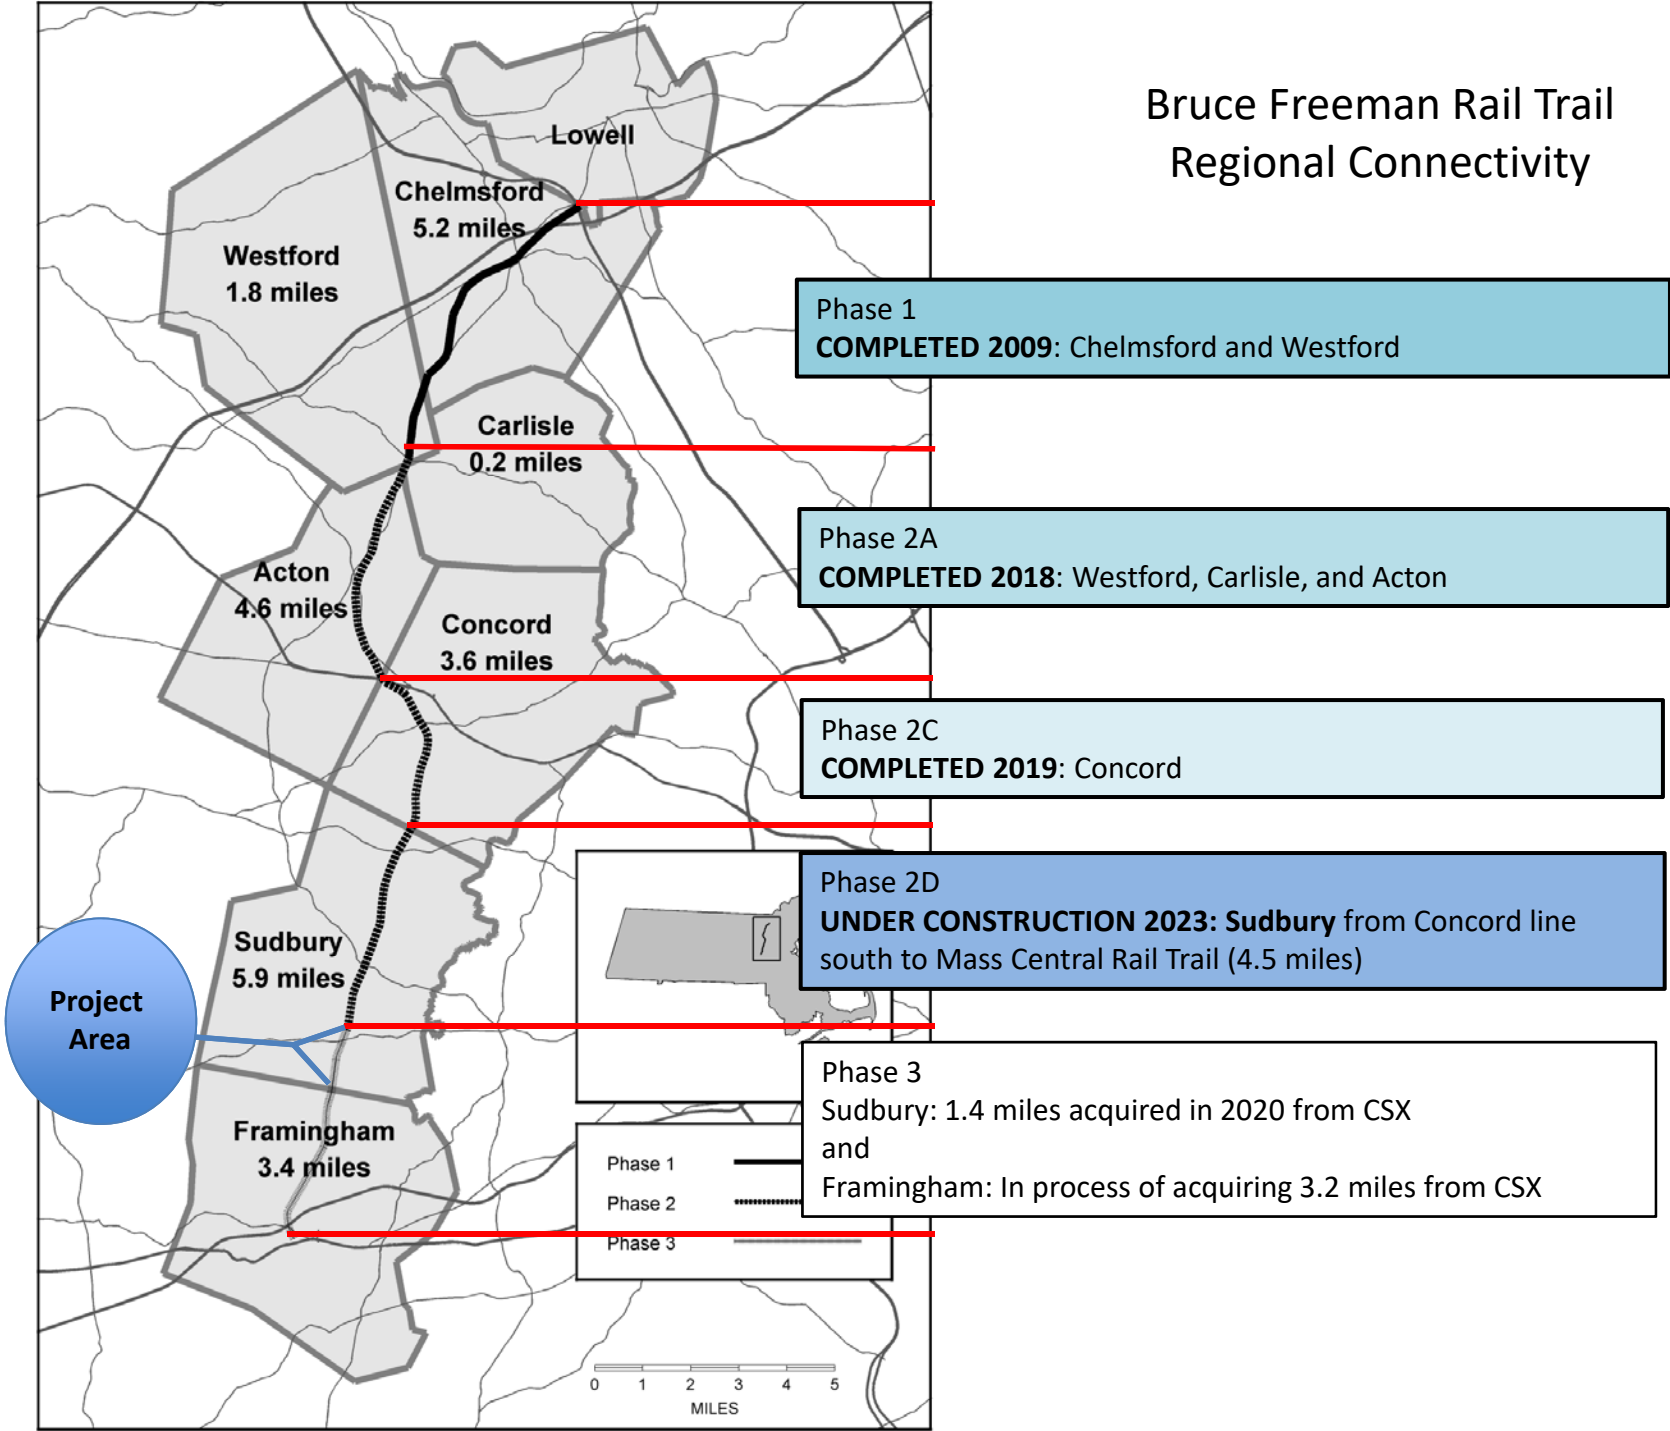 Bruce Freeman Rail Trail
Regional Connectivity
Lowell
Chelmsford
5.2 miles
Westford
1.8 miles
Phase 1
COMPLETED 2009: Chelmsford and Westford
Carlisle
0.2 miles
Phase 2A
COMPLETED 2018: Westford, Carlisle, and Acton
Acton
4.6 miles
Concord
3.6 miles
Phase 2C
COMPLETED 2019: Concord
Phase 2D
UNDER CONSTRUCTION 2023: Sudbury from Concord line
south to Mass Central Rail Trail (4.5 miles)
Sudbury
5.9 miles
Project
Area
Phase 3
Sudbury: 1.4 miles acquired in 2020 from CSX
and
Framingham: In process of acquiring 3.2 miles from CSX
Framingham
3.4 miles
Phase 1
Phase 2
Phase 3
0 1 2 3 4 5
MILES